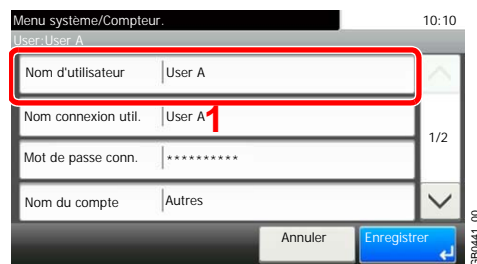 Menu système/Compteur.
10:10
User:User A
Nom d'utilisateur
User A
Nom connexion util.
User A
1
Mot de passe conn.
**********
1/2
Nom du compte
Autres
Annuler
Enregistrer
GB0441_00